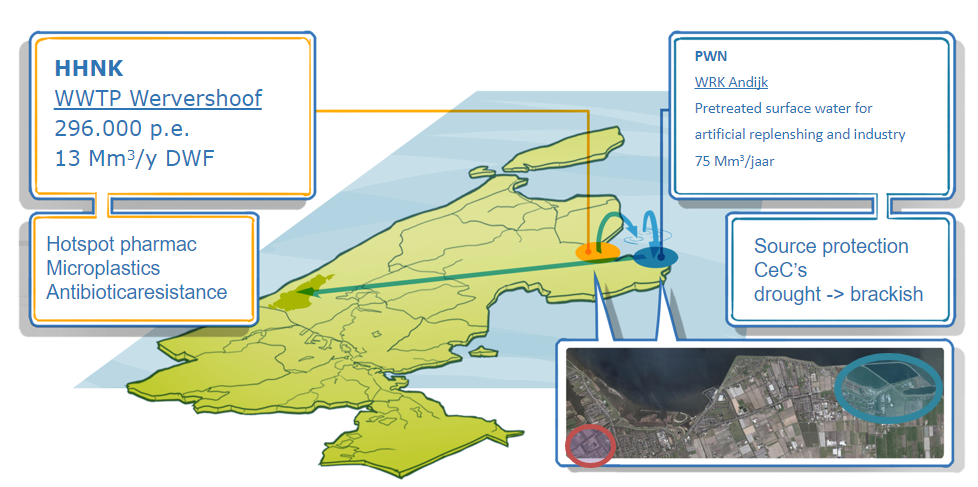 HHNK
WWTP Wervershoof
296.000 p.e.
13 Mm³/y DWF
Hotspot pharmac
Microplastics
Antibioticaresistance
PWN
WRK Andijk
Pretreated surface water for
artificial replenshing and industry
75 Mm³/jaar
Source protection
CeC's
drought -> brackish